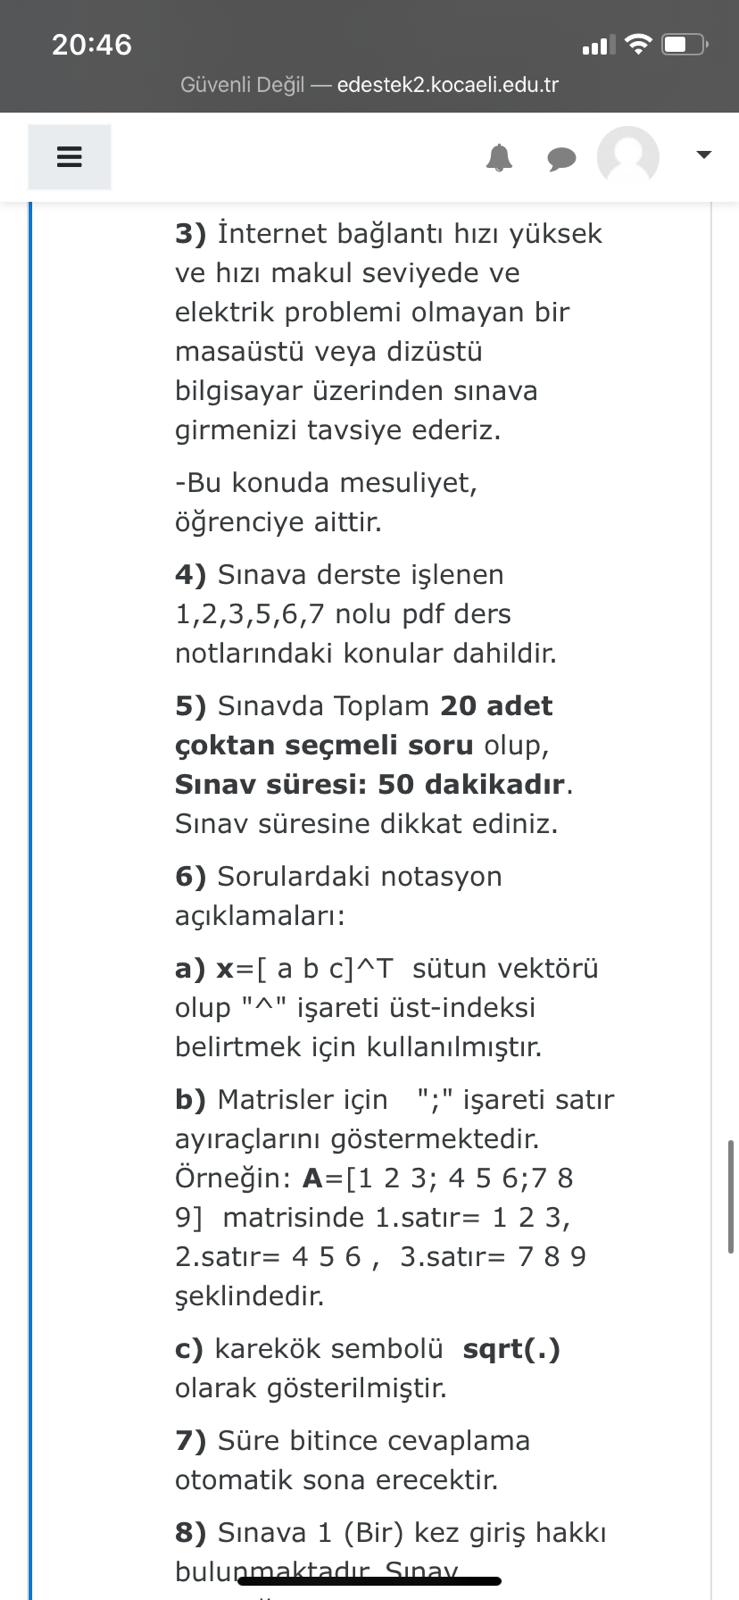 20:46
Güvenli Değil — edestek2.kocaeli.edu.tr
3) İnternet bağlantı hızı yüksek
ve hızı makul seviyede ve
elektrik problemi olmayan bir
masaüstü veya dizüstü
bilgisayar üzerinden sınava
girmenizi tavsiye ederiz.
-Bu konuda mesuliyet,
öğrenciye aittir.
4) Sınava derste işlenen
1,2,3,5,6,7 nolu pdf ders
notlarındaki konular dahildir.
5) Sınavda Toplam 20 adet
çoktan seçmeli soru olup,
Sınav süresi: 50 dakikadır.
Sınav süresine dikkat ediniz.
6) Sorulardaki notasyon
açıklamaları:
a) x=[ a b c]^T sütun vektörü
olup "^" işareti üst-indeksi
belirtmek için kullanılmıştır.
b) Matrisler için ";" işareti satır
ayıraçlarını göstermektedir.
Örneğin: A=[1 2 3; 4 5 6;7 8
9] matrisinde 1.satır= 1 2 3,
2.satır= 4 5 6 , 3.satır= 7 8 9
şeklindedir.
c) karekök sembolü sqrt(.)
olarak gösterilmiştir.
7) Süre bitince cevaplama
otomatik sona erecektir.
8) Sınava 1 (Bir) kez giriş hakkı
bulunmaktadır. Sınav